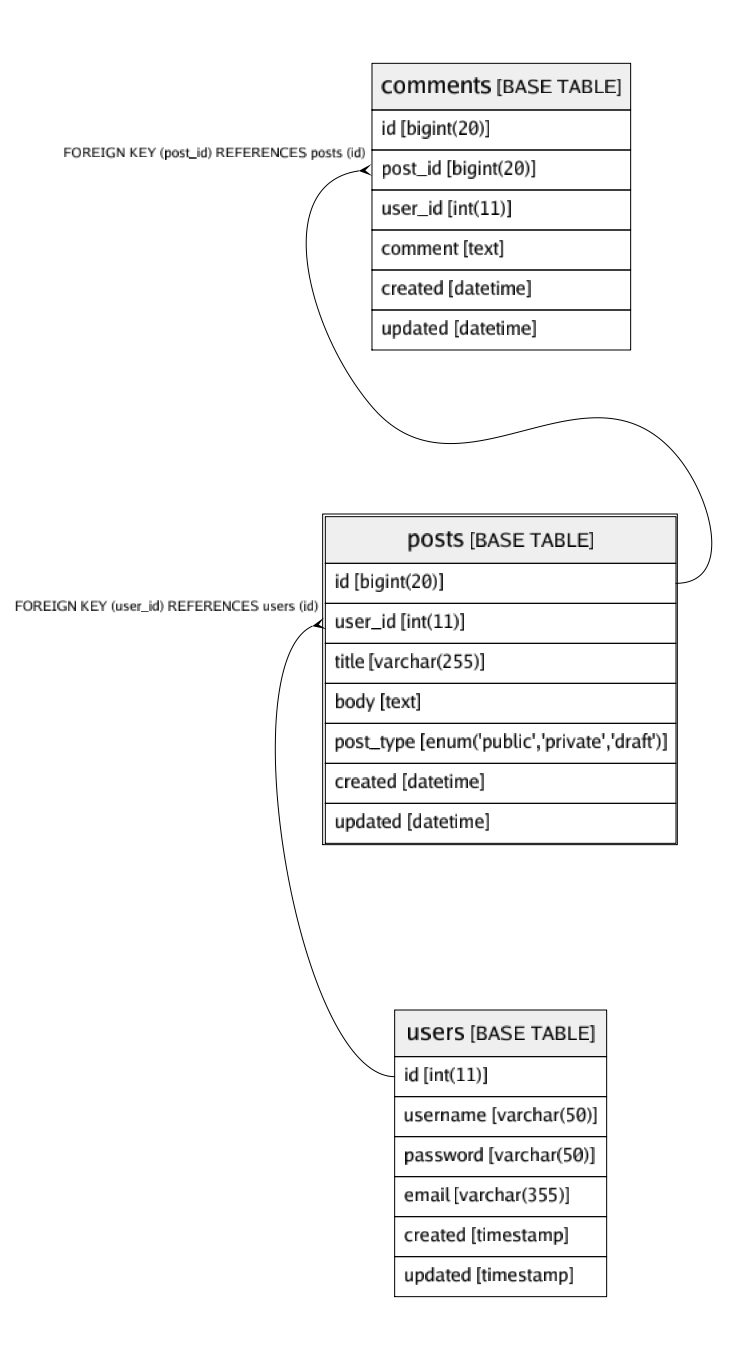 comments [BASE TABLE]
id [bigint(20)]
FOREIGN KEY (post_id) REFERENCES posts (id)
post_id [bigint(20)]
user_id [int(11)]
comment [text]
created [datetime]
updated [datetime]
posts [BASE TABLE]
id [bigint(20)]
FOREIGN KEY (user_id) REFERENCES users (id)
user_id [int(11)]
title [varchar(255)]
body [text]
post_type [enum('public','private','draft')]
created [datetime]
updated [datetime]
users [BASE TABLE]
id [int(11)]
username [varchar(50)]
password [varchar(50)]
email [varchar(355)]
created [timestamp]
updated [timestamp]